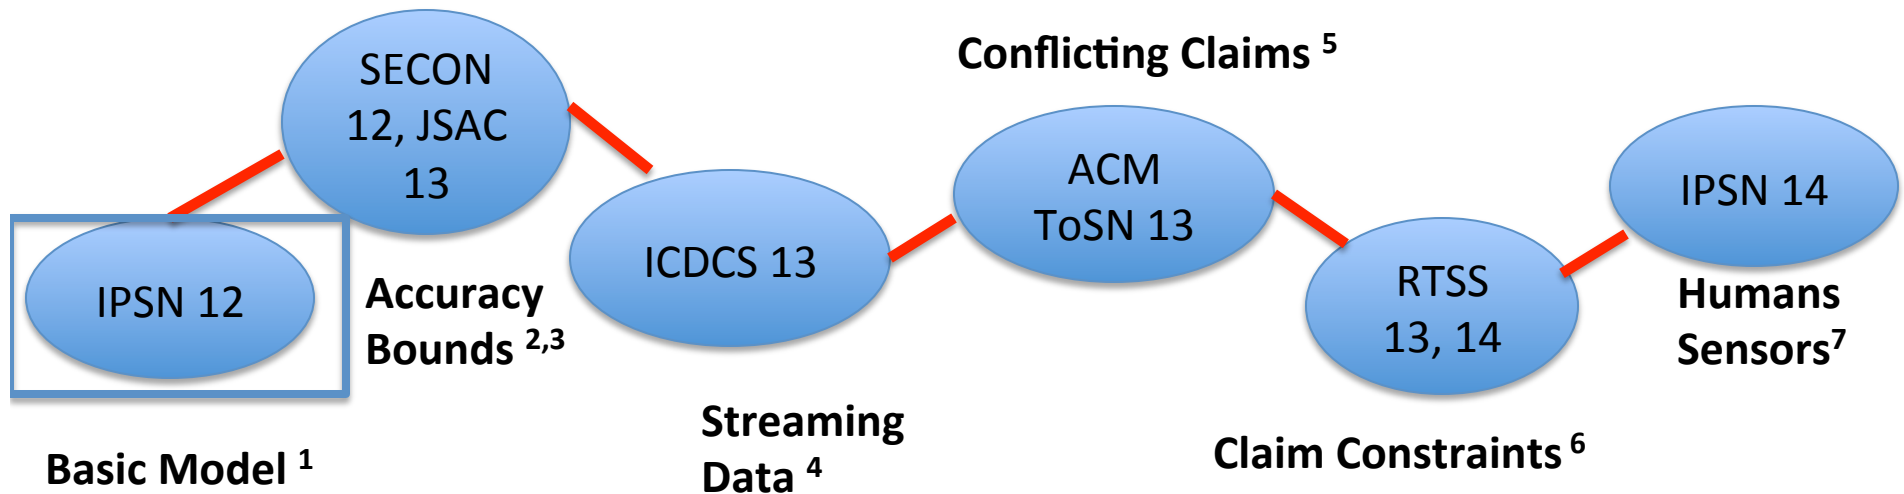 SECON
12, JSAC
13
IPSN 12
Basic Model 1
Accuracy
Bounds 2,3
ICDCS 13
Streaming
Data 4
Conflicting Claims 5
ACM
ToSN 13
RTSS
13, 14
Claim Constraints 6
IPSN 14
Humans
Sensors7